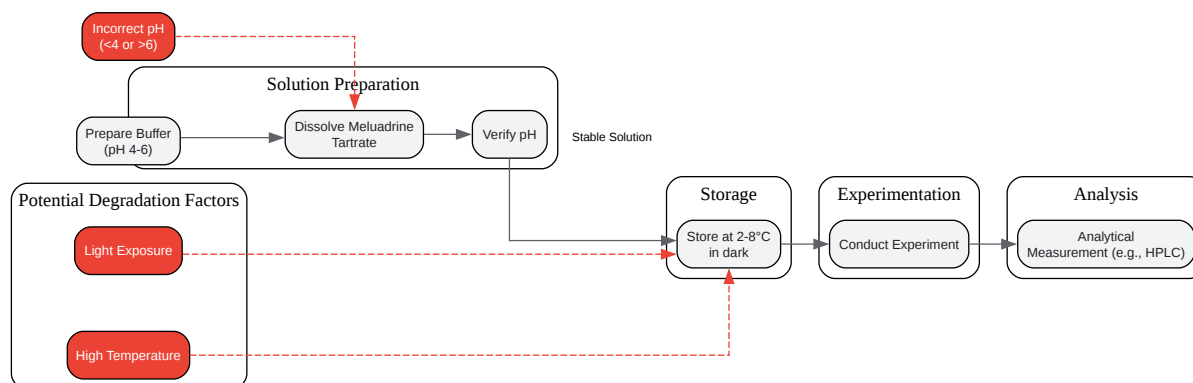 Incorrect pH
(<4 or >6)
Solution Preparation
Prepare Buffer
(pH 4-6)
Dissolve Meluadrine
Tartrate
Verify pH
Stable Solution
Potential Degradation Factors
Light Exposure
High Temperature
Storage
Store at 2-8°C
in dark
Experimentation
Conduct Experiment
Analysis
Analytical
Measurement (e.g., HPLC)